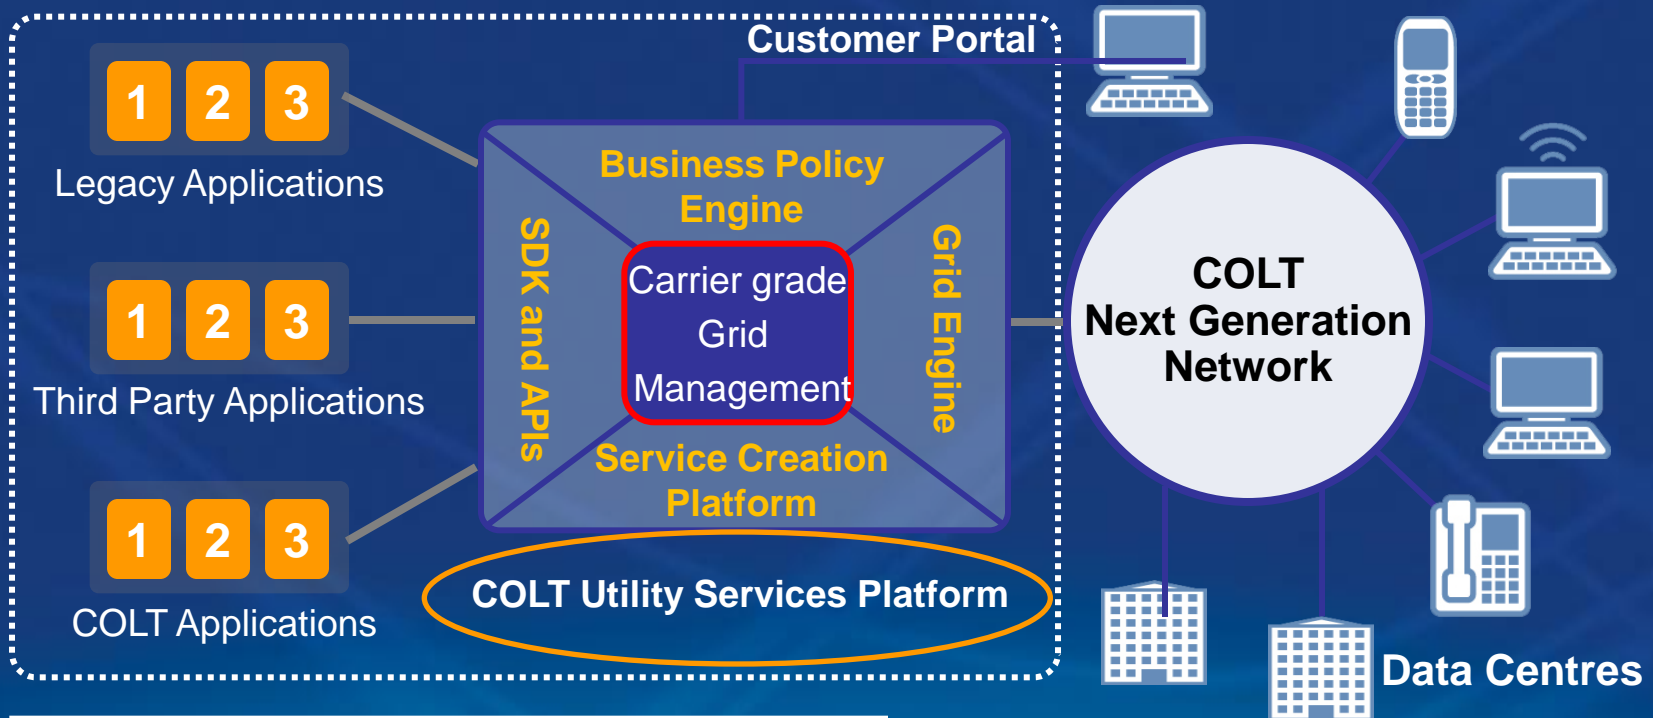 Customer Portal
1 2 3
Legacy Applications
1 2 3
Third Party Applications
1 2 3
COLT Applications
Business Policy
Engine
SDK and APIs
Carrier grade
Grid
Management
Grid Engine
Service Creation
Platform
COLT Utility Services Platform
COLT
Next Generation
Network
Data Centres